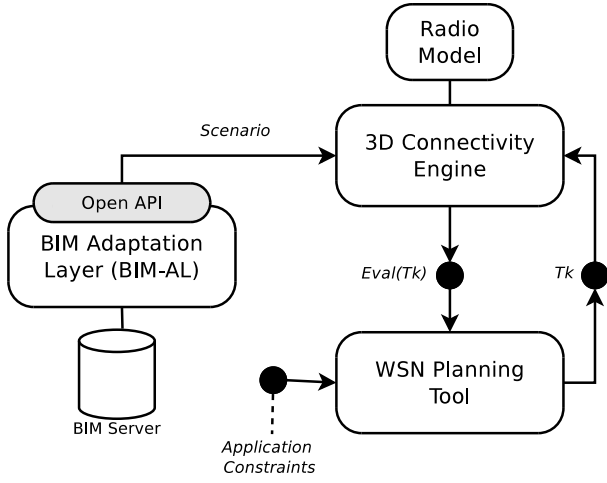 Radio
Model
Scenario
3D Connectivity
Engine
Open API
BIM Adaptation
Layer (BIM-AL)
Eval(Tk)
Tk
BIM Server
WSN Planning
Tool
Application
Constraints